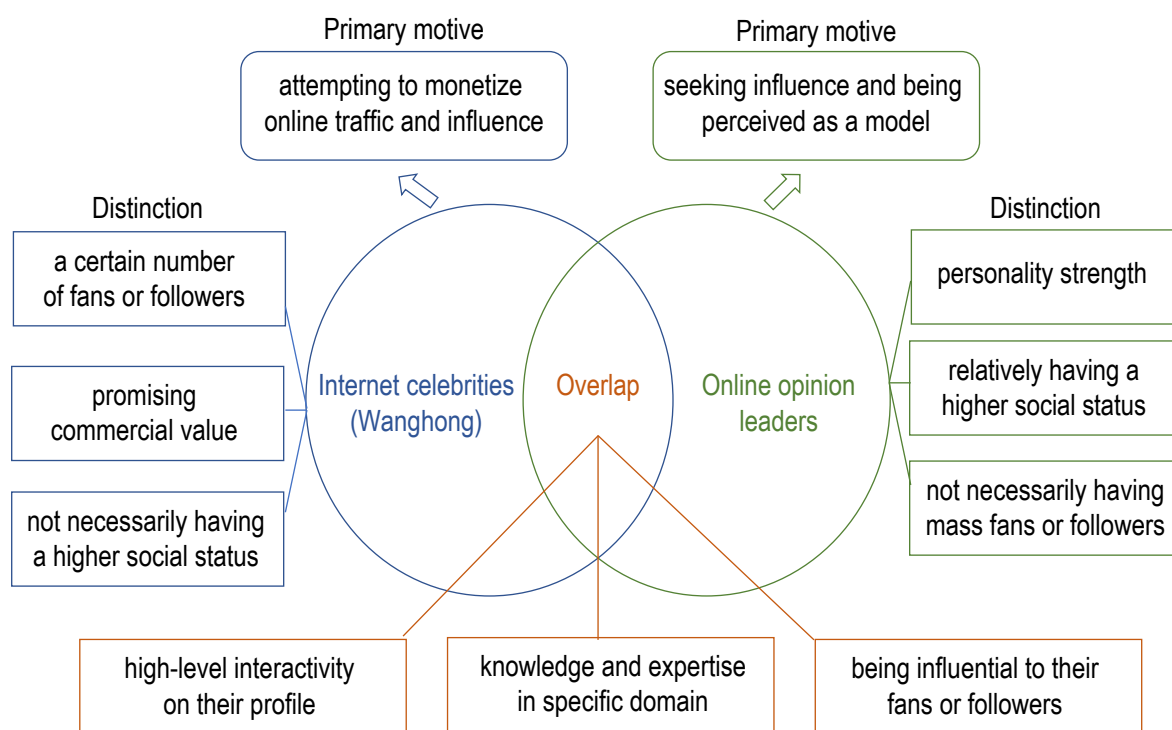 Primary motive
attempting to monetize
online traffic and influence
Primary motive
seeking influence and being
perceived as a model
Distinction
a certain number
of fans or followers
promising
commercial value
not necessarily having
a higher social status
Internet celebrities
(Wanghong)
Overlap
Online opinion
leaders
Distinction
personality strength
relatively having a
higher social status
not necessarily having
mass fans or followers
high-level interactivity
on their profile
knowledge and expertise
in specific domain
being influential to their
fans or followers